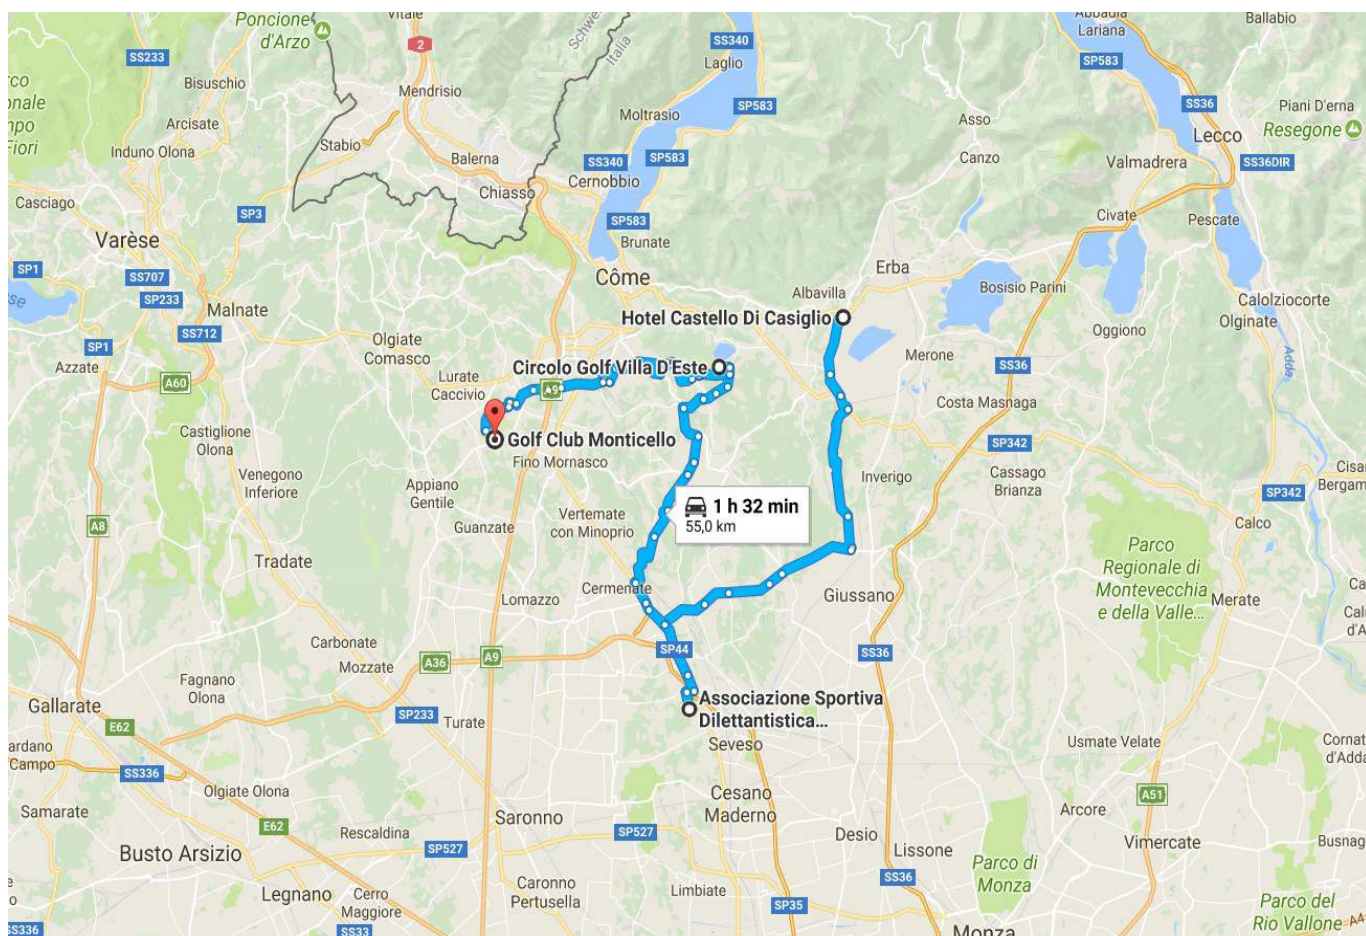 Poncione
d'Arzo
Vitale
2
Schweiz
Italia
SS340
Laglio
Abbadia
Lariana
Ballabio
SS233
Bisuschio
Mendrisio
SP583
SP583
Arcisate
Moltrasio
SS36
Piani D'erna
Resegone
Induno Olona
Stabio
Balerna
SS340
SP583
Asso
Canzo
Lecco
Valmadrera
SS36DIR
Casciago
SP3
Chiasso
Cernobbio
SP583
Civate
Pescate
Varèse
Brunate
SP1
SS707
SP233
Côme
Erba
Malnate
Albavilla
Bosisio Parini
Calolziocorte
Olginate
SS712
Olgiate
Comasco
Hotel Castello Di Casiglio
Oggiono
SP1
Azzate
Merone
Adda
A60
Lurate
Caccivio
A9
Circolo Golf Villa D'Este
SS36
Costa Masnaga
Castiglione
Olona
Golf Club Monticello
SP342
Fino Mornasco
Inverigo
Cassago
Brianza
Venegono
Inferiore
Appiano
Gentile
SP342
A8
Guanzate
Vertemate
con Minoprio
1 h 32 min
55,0 km
Calco
Tradate
Parco
Regionale di
Montevecchia
e della Valle...
Cermenate
Lomazzo
Giussano
Merate
Carbonate
Mozzate
A36
A9
SP44
SS36
Fagnano
Olona
Associazione Sportiva
Dilettantistica...
Gallarate
SP233
Turate
E62
Seveso
Usmate Velate
SS336
Olgiate Olona
Cesano
Maderno
A51
Samarate
Saronno
Arcore
E62
Rescaldina
SP527
Desio
Vimercate
Busto Arsizio
SP527
Lissone
Legnano
Cerro
Maggiore
Caronno
Pertusella
Limbiate
SS36
Parco di
Monza
Parco del
Rio Vallone
SS336
SS33
SP35
Monza
A4